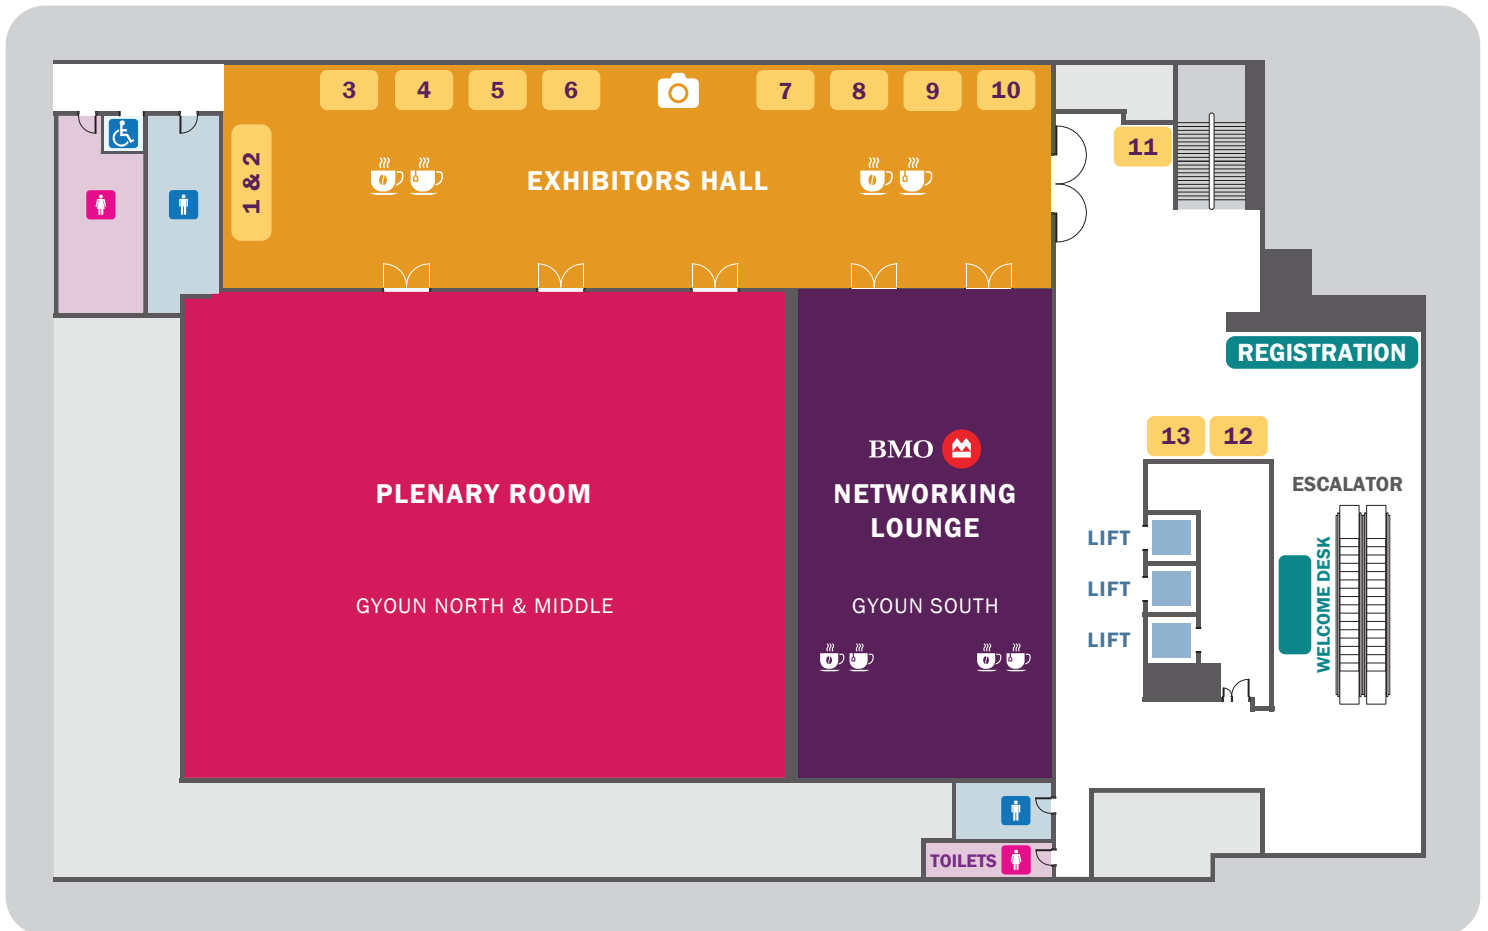 3
4
5
6
7
8
9
10
11
1 & 2
EXHIBITORS HALL
REGISTRATION
13
12
BMO
PLENARY ROOM
NETWORKING
LOUNGE
ESCALATOR
LIFT
LIFT
LIFT
WELCOME DESK
GYOUN NORTH & MIDDLE
GYOUN SOUTH
TOILETS